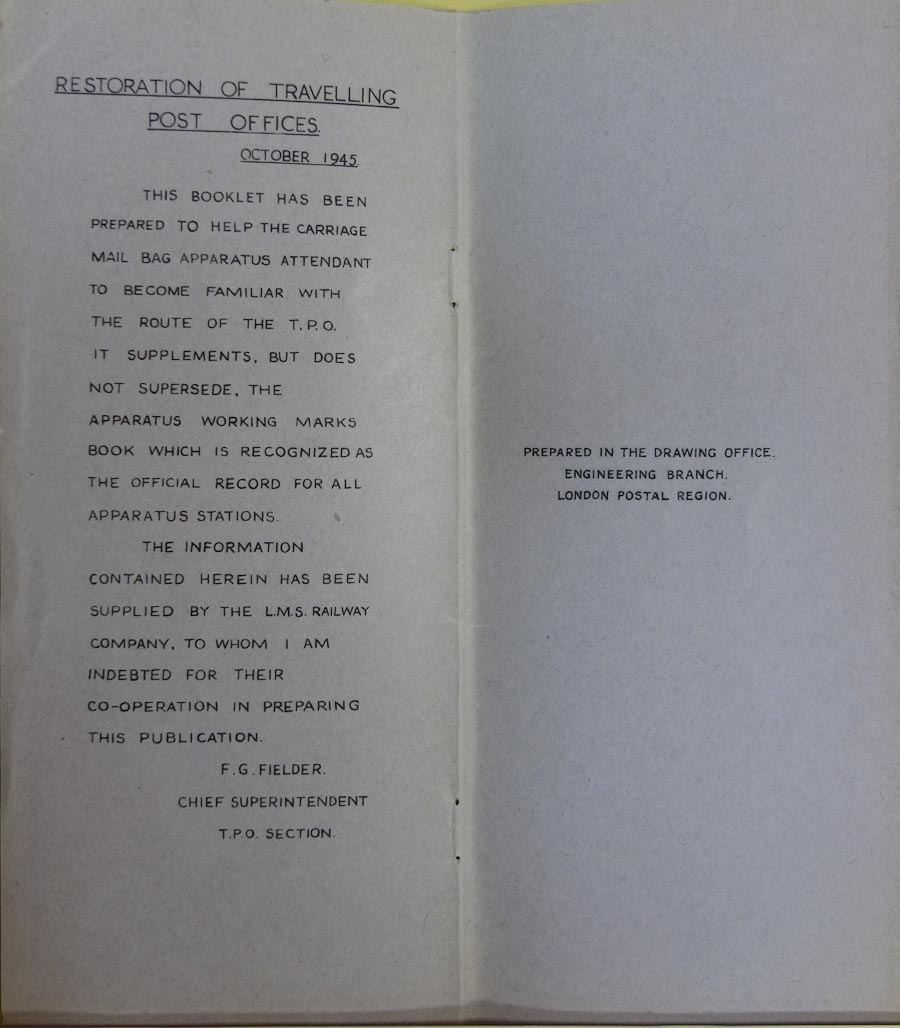 RESTORATION OF TRAVELLING
POST OFFICES.
OCTOBER 1945.
THIS BOOKLET HAS BEEN
PREPARED TO HELP THE CARRIAGE
MAIL BAG APPARATUS ATTENDANT
TO BECOME FAMILIAR WITH
THE ROUTE OF THE T.P.O.
IT SUPPLEMENTS, BUT DOES
NOT SUPERSEDE, THE
APPARATUS WORKING MARKS
BOOK WHICH IS RECOGNIZED AS
THE OFFICIAL RECORD FOR ALL
APPARATUS STATIONS.
THE INFORMATION
CONTAINED HEREIN HAS BEEN
SUPPLIED BY THE L.M.S. RAILWAY
COMPANY, TO WHOM I AM
INDEBTED FOR THEIR
CO-OPERATION IN PREPARING
THIS PUBLICATION.
F.G. FIELDER.
CHIEF SUPERINTENDENT
T.P.O. SECTION.
PREPARED IN THE DRAWING OFFICE.
ENGINEERING BRANCH.
LONDON POSTAL REGION.